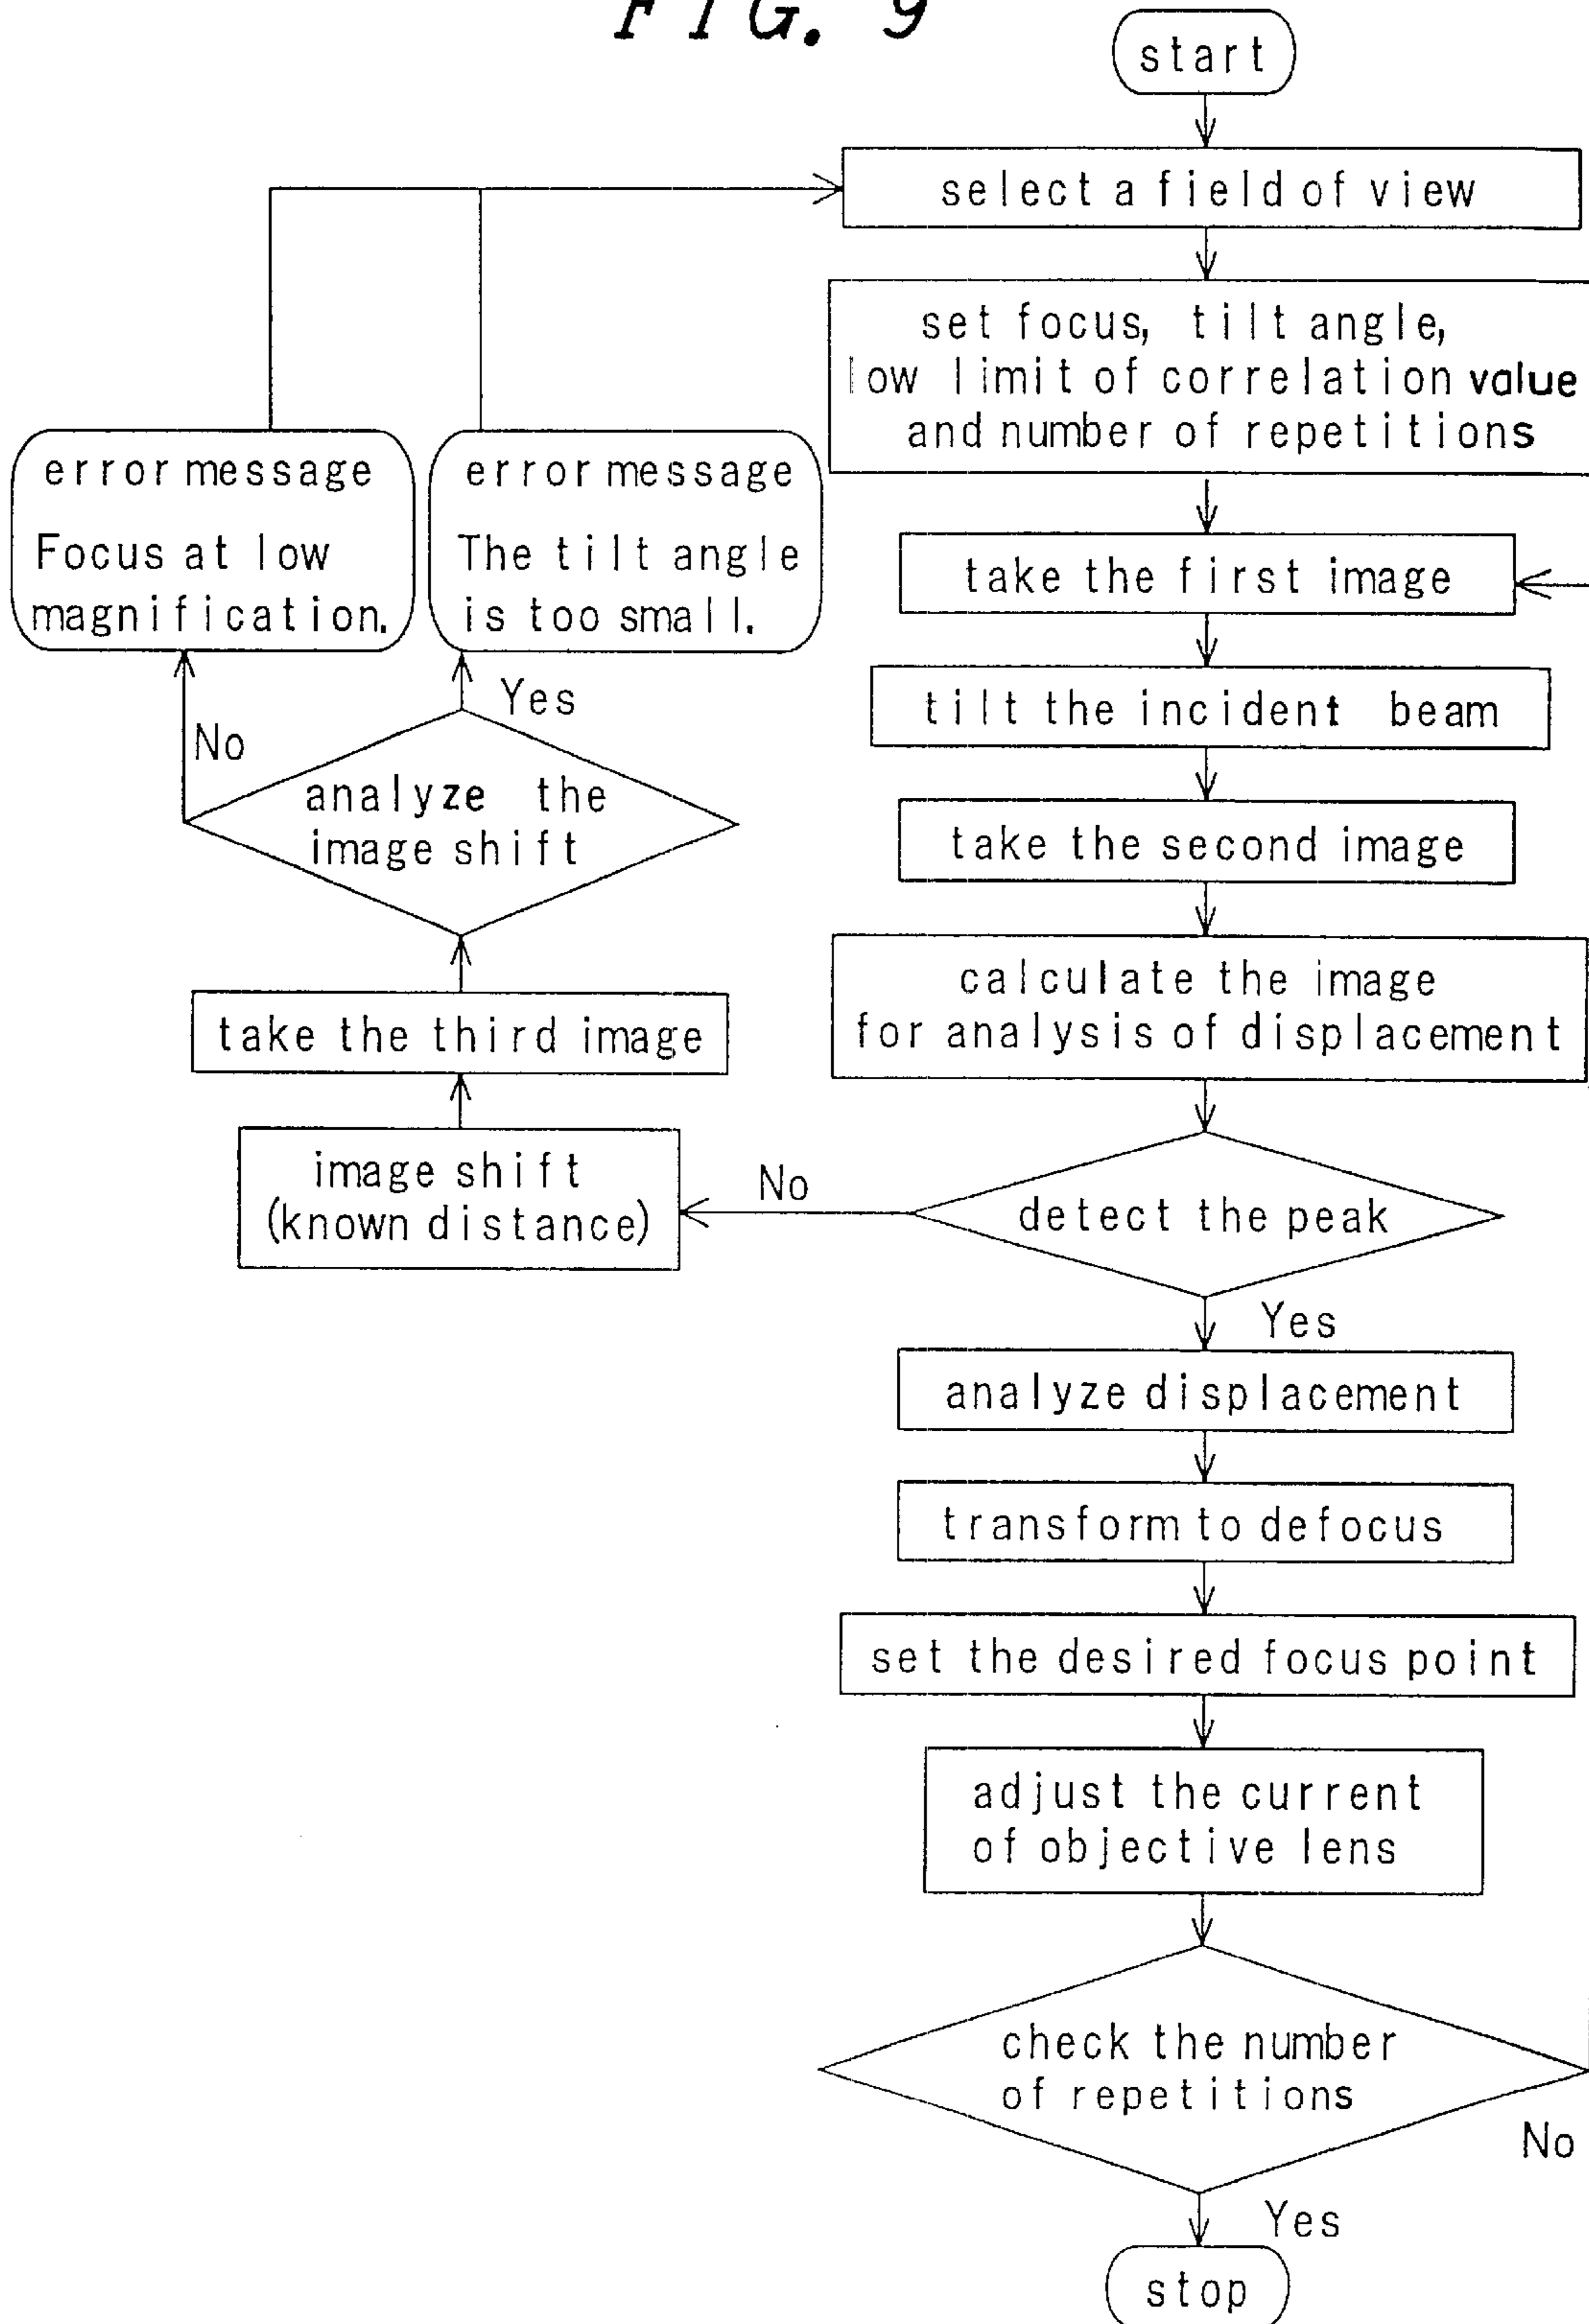 FIG. 9
start
select a field of view
set focus, tilt angle,
low limit of correlation value
and number of repetitions
take the first image
tilt the incident beam
take the second image
calculate the image
for analysis of displacement
detect the peak
No
Yes
image shift
(known distance)
take the third image
analyze the
image shift
No
Yes
error message
Focus at low
magnification.
error message
The tilt angle
is too small.
analyze displacement
transform to defocus
set the desired focus point
adjust the current
of objective lens
check the number
of repetitions
No
Yes
stop